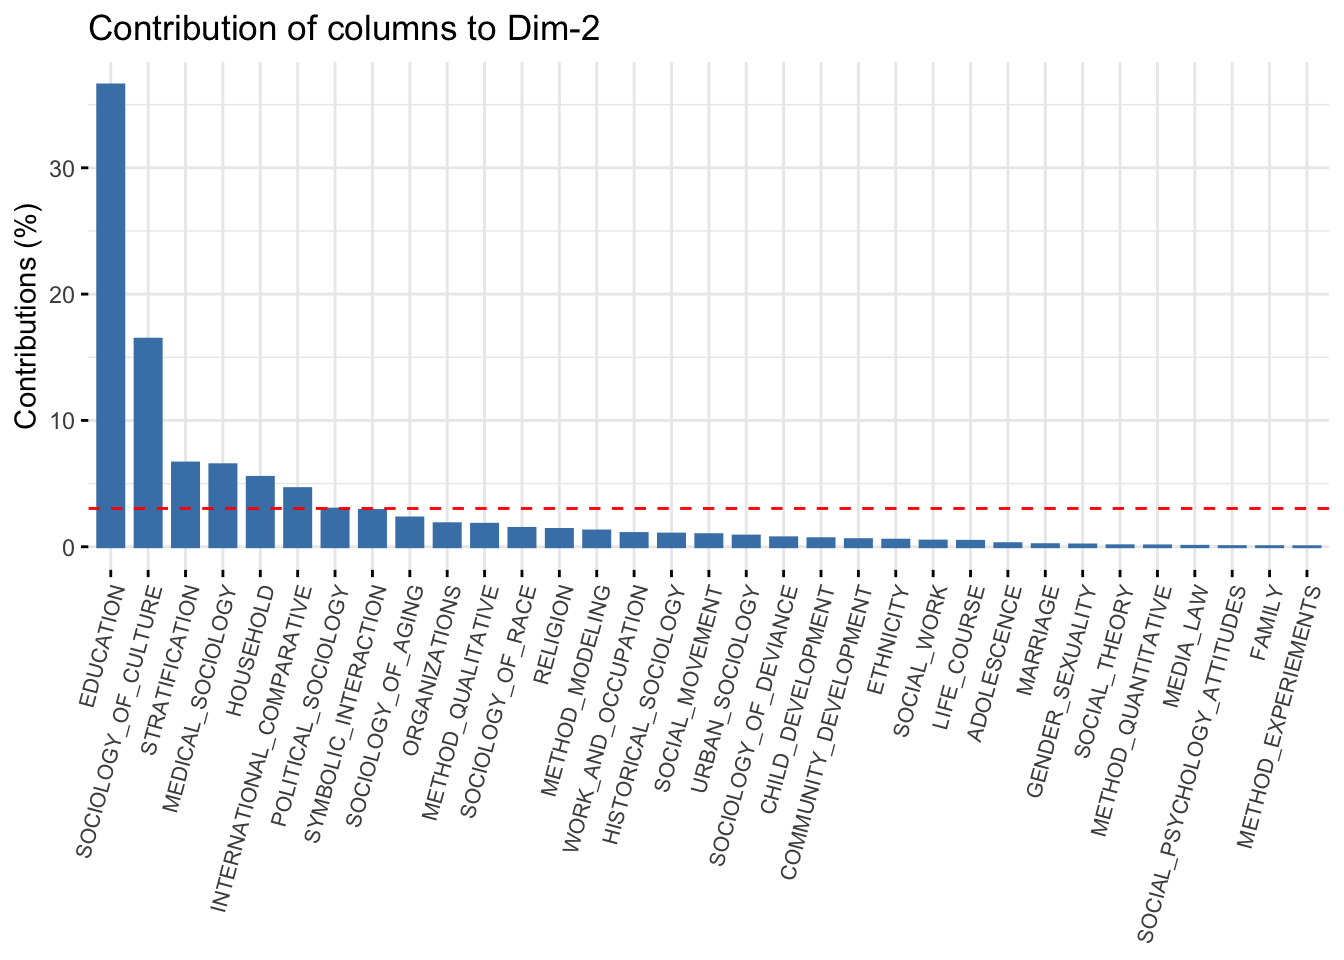 Contribution of columns to Dim-2
Contributions (%)
30
20
10
0
EDUCATION
SOCIOLOGY_OF_CULTURE
STRATIFICATION
MEDICAL_SOCIOLOGY
HOUSEHOLD
INTERNATIONAL_COMPARATIVE
POLITICAL_SOCIOLOGY
SYMBOLIC_INTERACTION
SOCIOLOGY_OF_AGING
ORGANIZATIONS
METHOD_QUALITATIVE
SOCIOLOGY_OF_RACE
RELIGION
METHOD_MODELING
WORK_AND_OCCUPATION
HISTORICAL_SOCIOLOGY
SOCIAL_MOVEMENT
URBAN_SOCIOLOGY
SOCIOLOGY_OF_DEVIANCE
CHILD_DEVELOPMENT
COMMUNITY_DEVELOPMENT
ETHNICITY
SOCIAL_WORK
LIFE_COURSE
ADOLESCENCE
MARRIAGE
GENDER_SEXUALITY
SOCIAL_THEORY
METHOD_QUANTITATIVE
MEDIA_LAW
SOCIAL_PSYCHOLOGY_ATTITUDES
FAMILY
METHOD_EXPERIEMENTS